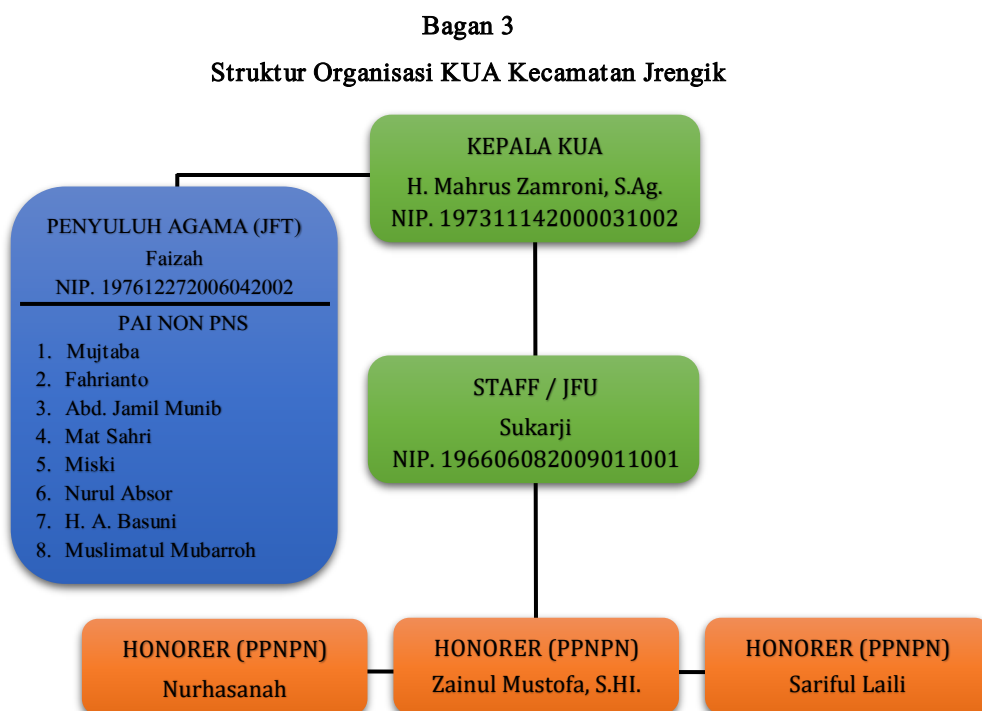 Bagan 3
Struktur Organisasi KUA Kecamatan Jrengik
KEPALA KUA
H. Mahrus Zamroni, S.Ag.
NIP. 197311142000031002
PENYULUH AGAMA (JFT)
Faizah
NIP. 197612272006042002
PAI NON PNS
1. Mujtaba
2. Fahrianto
3. Abd. Jamil Munib
4. Mat Sahri
5. Miski
6. Nurul Absor
7. H. A. Basuni
8. Muslimatul Mubarroh
STAFF / JFU
Sukarji
NIP. 196606082009011001
HONORER (PPNPN)
Nurhasanah
HONORER (PPNPN)
Zainul Mustofa, S.HI.
HONORER (PPNPN)
Sariful Laili